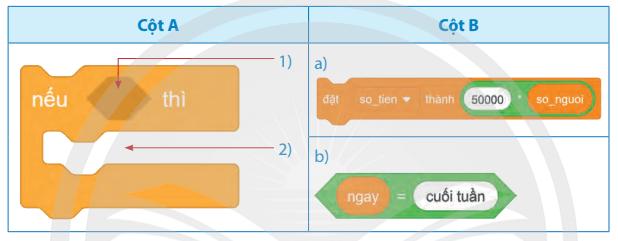 Cột A
Cột B
1)
nếu thì
2)
a)
đặt so_tien thành 50000 * so_nguoi
b)
ngay = cuối tuần